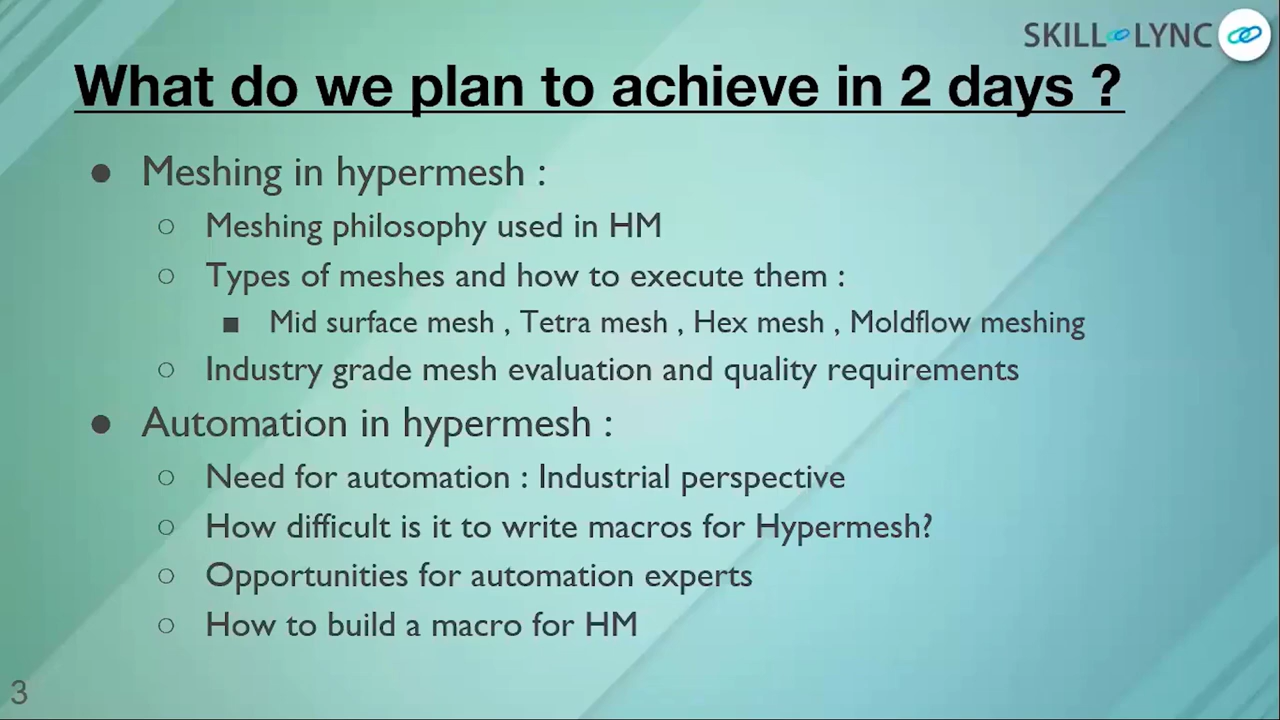 SKILL LYNC
What do we plan to achieve in 2 days ?
● Meshing in hypermesh :
○ Meshing philosophy used in HM
○ Types of meshes and how to execute them :
■ Mid surface mesh , Tetra mesh , Hex mesh , Moldflow meshing
○ Industry grade mesh evaluation and quality requirements
● Automation in hypermesh :
○ Need for automation : Industrial perspective
○ How difficult is it to write macros for Hypermesh?
○ Opportunities for automation experts
○ How to build a macro for HM
3